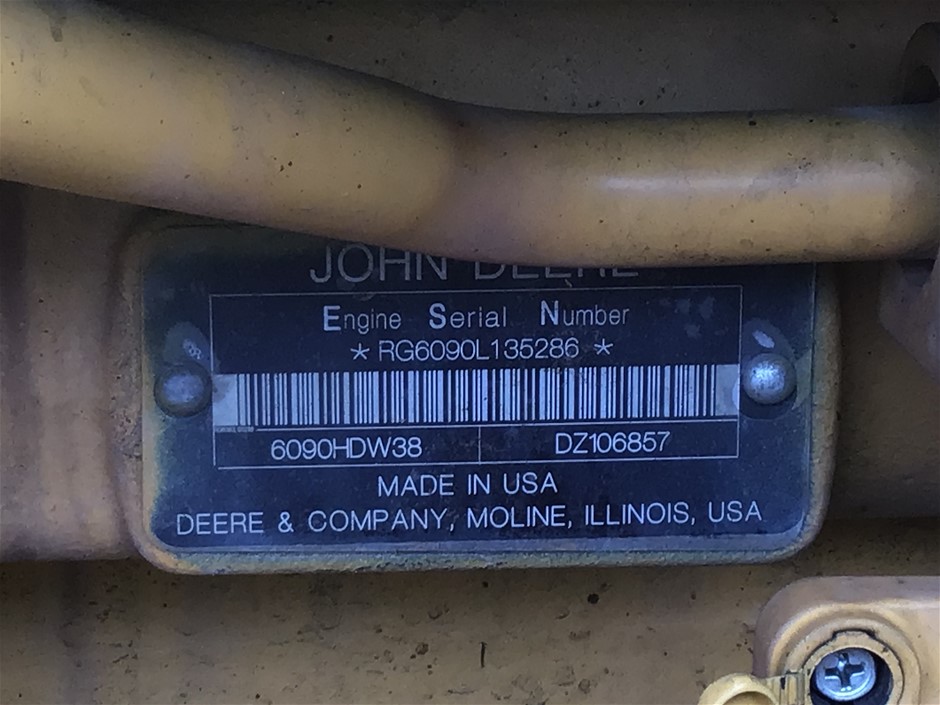 JOHN DEERE
Engine Serial Number
* RG6090L135286 *
6090HDW38 DZ106857
MADE IN USA
DEERE & COMPANY, MOLINE, ILLINOIS, USA